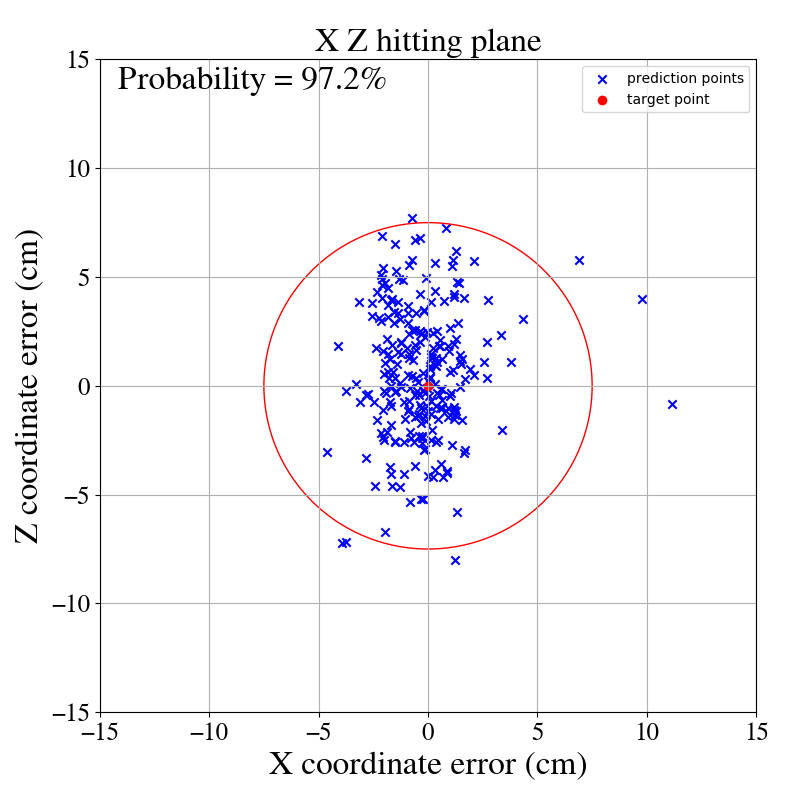 X Z hitting plane
Probability = 97.2%
prediction points
target point
15
10
5
0
−5
−10
−15
−15
−10
−5
0
5
10
15
Z coordinate error (cm)
X coordinate error (cm)